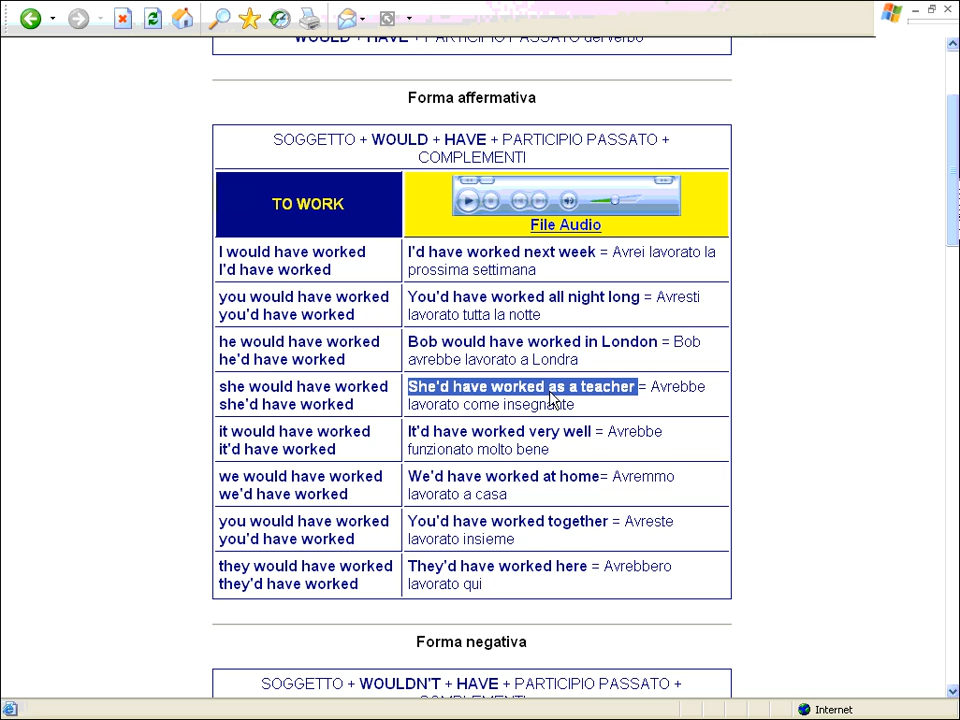 WOULD + HAVE + PARTICIPIO PASSATO del verbo
Forma affermativa
SOGGETTO + WOULD + HAVE + PARTICIPIO PASSATO +
COMPLEMENTI
TO WORK
File Audio
I would have worked
I'd have worked
I'd have worked next week = Avrei lavorato la
prossima settimana
you would have worked
you'd have worked
You'd have worked all night long = Avresti
lavorato tutta la notte
he would have worked
he'd have worked
Bob would have worked in London = Bob
avrebbe lavorato a Londra
she would have worked
she'd have worked
She'd have worked as a teacher = Avrebbe
lavorato come insegnante
it would have worked
it'd have worked
It'd have worked very well = Avrebbe
funzionato molto bene
we would have worked
we'd have worked
We'd have worked at home= Avremmo
lavorato a casa
you would have worked
you'd have worked
You'd have worked together = Avreste
lavorato insieme
they would have worked
they'd have worked
They'd have worked here = Avrebbero
lavorato qui
Forma negativa
SOGGETTO + WOULDN'T + HAVE + PARTICIPIO PASSATO +
COMPLEMENTI
Internet